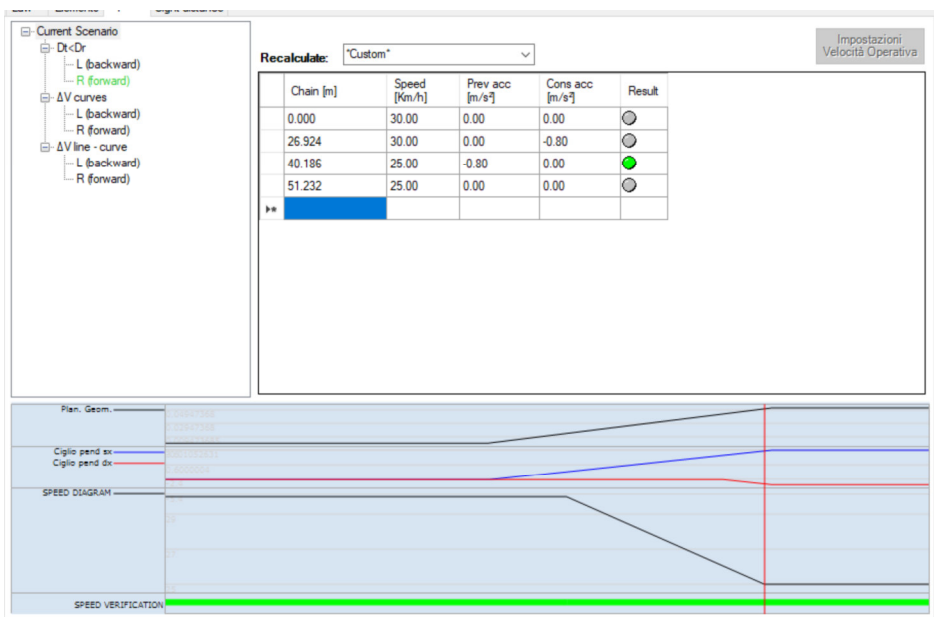 Current Scenario
Dt<Dr
L (backward)
R (forward)
ΔV curves
L (backward)
R (forward)
ΔV line - curve
L (backward)
R (forward)
Recalculate: "Custom"
Impostazioni
Velocità Operativa
Chain [m] Speed [Km/h] Prev acc [m/s²] Cons acc [m/s²] Result
0.000 30.00 0.00 0.00
26.924 30.00 0.00 -0.80
40.186 25.00 -0.80 0.00
51.232 25.00 0.00 0.00
Plan. Geom.
Ciglio pend sx
Ciglio pend dx
SPEED DIAGRAM
SPEED VERIFICATION